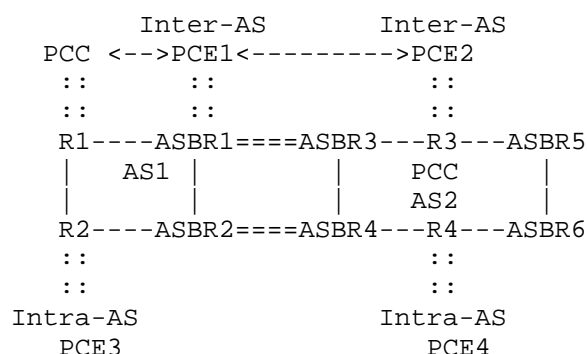 Inter-AS       Inter-AS
     PCC <-->PCE1<--------->PCE2
      ::      ::             ::
      ::      ::             ::
      R1----ASBR1====ASBR3---R3---ASBR5
      |   AS1 |        |    PCC     |
      |       |        |    AS2     |
      R2----ASBR2====ASBR4---R4---ASBR6
      ::                     ::
      ::                     ::
   Intra-AS               Intra-AS
     PCE3                   PCE4